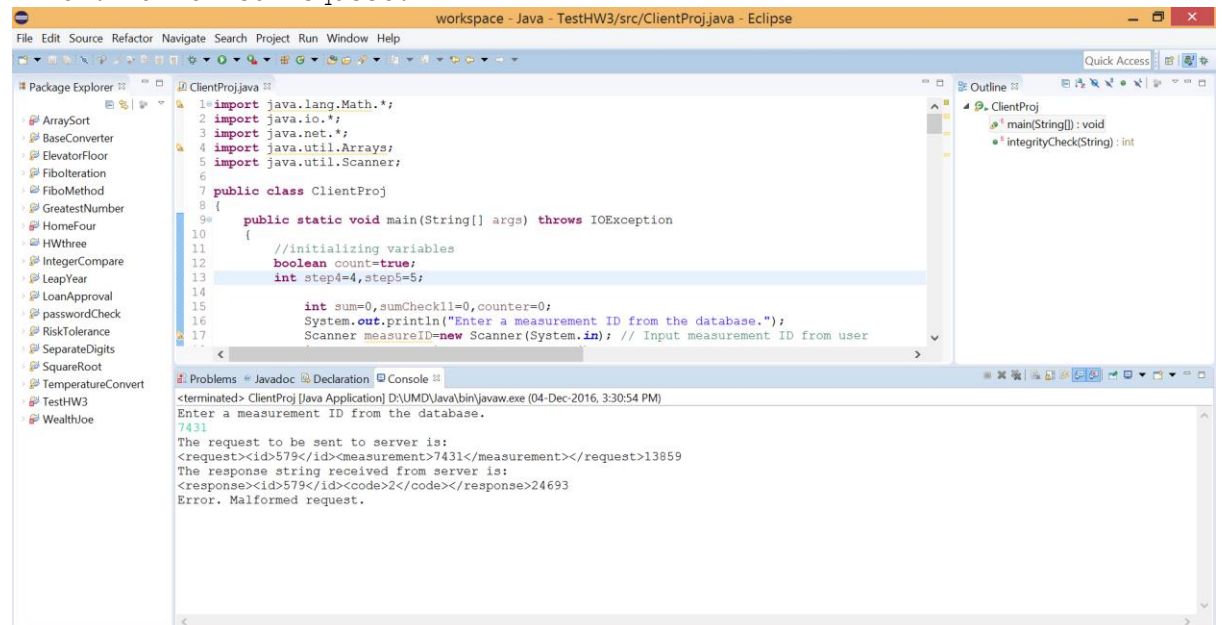 workspace - Java - TestHW3/src/ClientProj.java - Eclipse
File Edit Source Refactor Navigate Search Project Run Window Help
Quick Access
Package Explorer
ArraySort
BaseConverter
ElevatorFloor
FiboIteration
FiboMethod
GreatestNumber
HomeFour
HWthree
IntegerCompare
LeapYear
LoanApproval
passwordCheck
RiskTolerance
SeparateDigits
SquareRoot
TemperatureConvert
TestHW3
WealthJoe
ClientProj.java
1 import java.lang.Math.*;
2 import java.io.*;
3 import java.net.*;
4 import java.util.Arrays;
5 import java.util.Scanner;
6
7 public class ClientProj
8 {
9 public static void main(String[] args) throws IOException
10 {
11 //initializing variables
12 boolean count=true;
13 int step4=4,step5=5;
14
15 int sum=0,sumCheck11=0,counter=0;
16 System.out.println("Enter a measurement ID from the database.");
17 Scanner measureID=new Scanner(System.in); // Input measurement ID from user
Outline
ClientProj
main(String[]) : void
integrityCheck(String) : int
Problems Javadoc Declaration Console
<terminated> ClientProj [Java Application] D:\UMD\Java\bin\javaw.exe (04-Dec-2016, 3:30:54 PM)
Enter a measurement ID from the database.
7431
The request to be sent to server is:
<request><id>579</id><measurement>7431</measurement></request>13859
The response string received from server is:
<response><id>579</id><code>2</code></response>24693
Error. Malformed request.